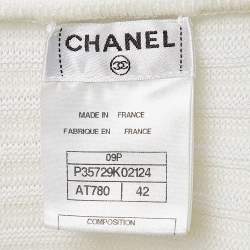 CHANEL
MADE IN FRANCE
FABRIQUE EN FRANCE
09P
P35729K02124
AT780 42
COMPOSITION